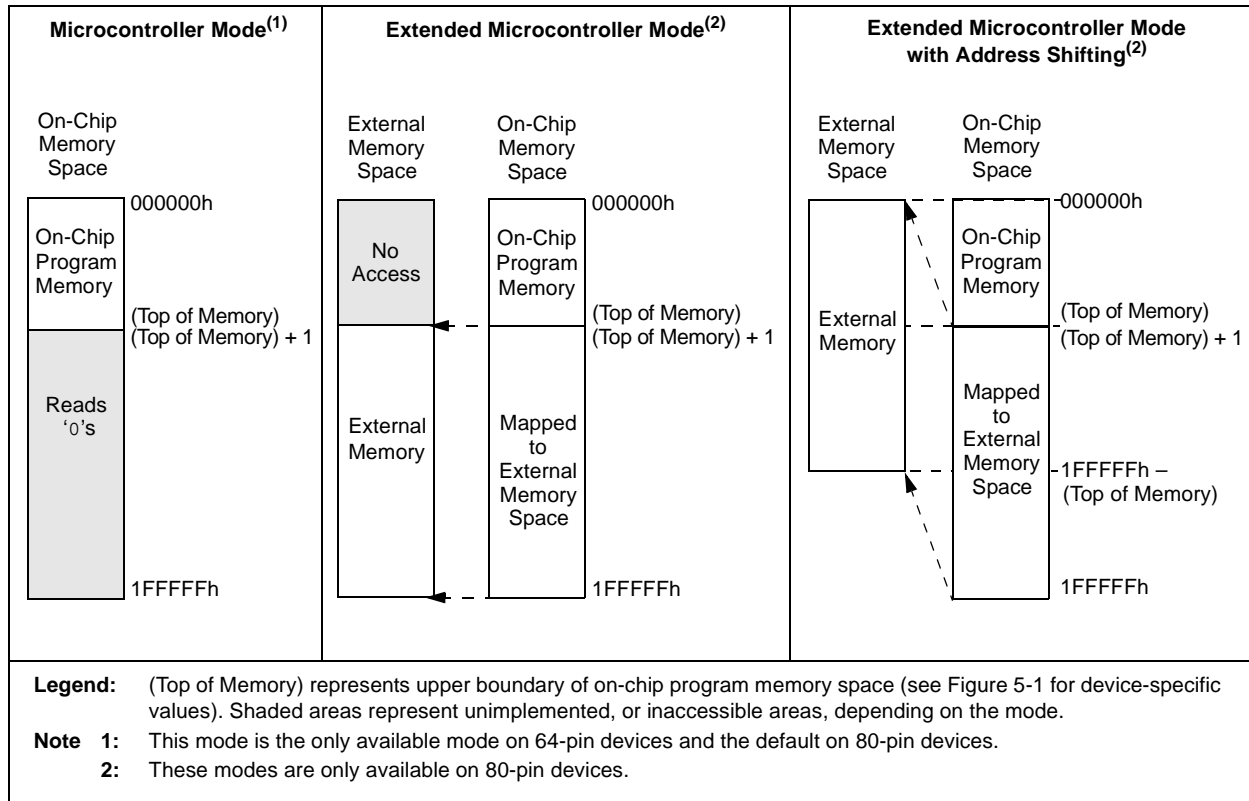 Microcontroller Mode(1)
On-Chip
Memory
Space
000000h
On-Chip
Program
Memory
(Top of Memory)
(Top of Memory) + 1
Reads
‘0’s
1FFFFFh
Extended Microcontroller Mode(2)
External
Memory
Space
On-Chip
Memory
Space
000000h
No
Access
On-Chip
Program
Memory
(Top of Memory)
(Top of Memory) + 1
External
Memory
Mapped
to
External
Memory
Space
1FFFFFh
Extended Microcontroller Mode
with Address Shifting(2)
External
Memory
Space
On-Chip
Memory
Space
000000h
On-Chip
Program
Memory
External
Memory
(Top of Memory)
(Top of Memory) + 1
Mapped
to
External
Memory
Space
1FFFFFh –
(Top of Memory)
1FFFFFh
Legend: (Top of Memory) represents upper boundary of on-chip program memory space (see Figure 5-1 for device-specific
values). Shaded areas represent unimplemented, or inaccessible areas, depending on the mode.
Note 1: This mode is the only available mode on 64-pin devices and the default on 80-pin devices.
2: These modes are only available on 80-pin devices.